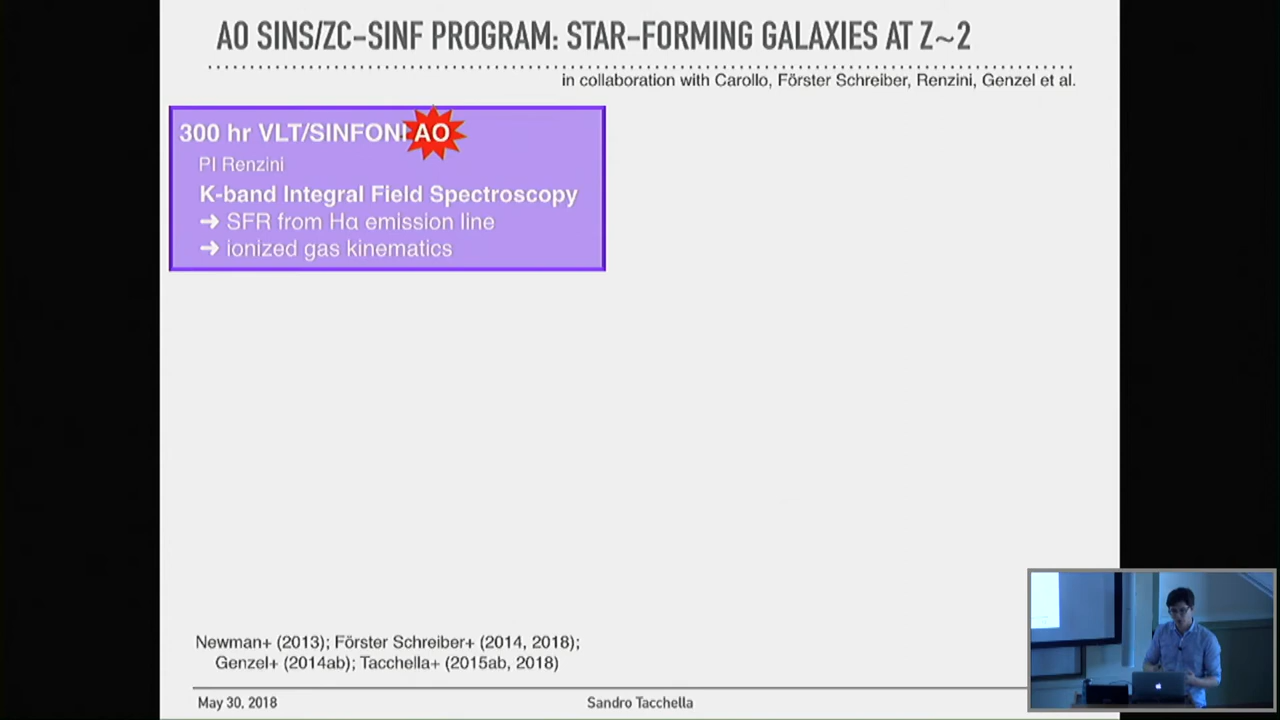 AO SINS/ZC-SINF PROGRAM: STAR-FORMING GALAXIES AT Z~2
in collaboration with Carollo, Förster Schreiber, Renzini, Genzel et al.
300 hr VLT/SINFONI AO
PI Renzini
K-band Integral Field Spectroscopy
➔ SFR from Hα emission line
➔ ionized gas kinematics
Newman+ (2013); Förster Schreiber+ (2014, 2018);
Genzel+ (2014ab); Tacchella+ (2015ab, 2018)
May 30, 2018
Sandro Tacchella